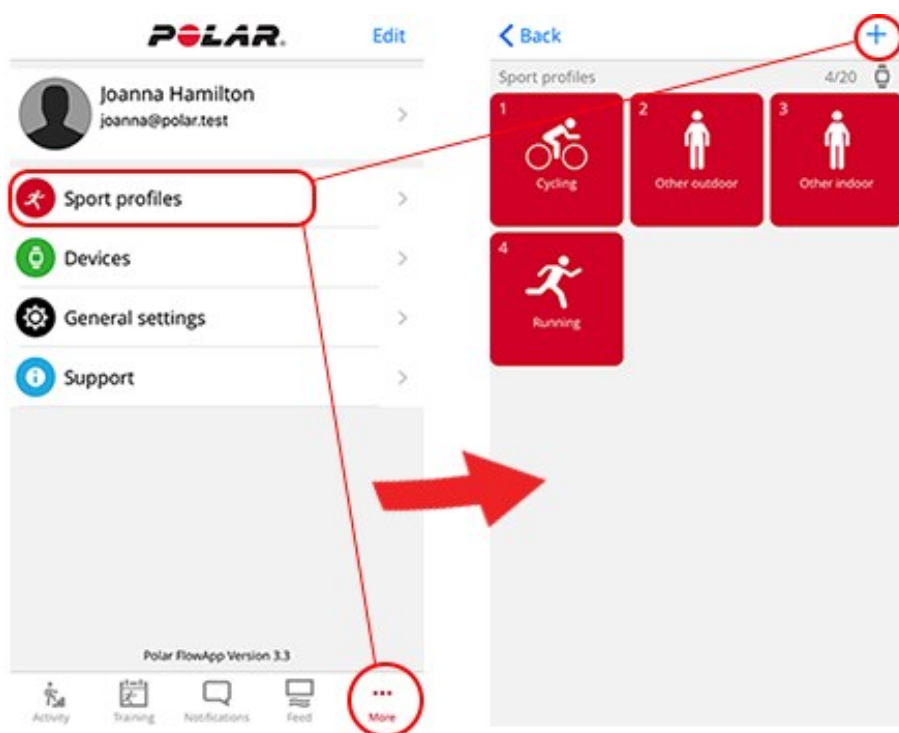 POLAR.
Edit
Joanna Hamilton
joanna@polar.test
Sport profiles
Devices
General settings
Support
Polar FlowApp Version 3.3
Activity
Training
Notifications
Feed
More
Back
+
Sport profiles
4/20
1
Cycling
2
Other outdoor
3
Other indoor
4
Running